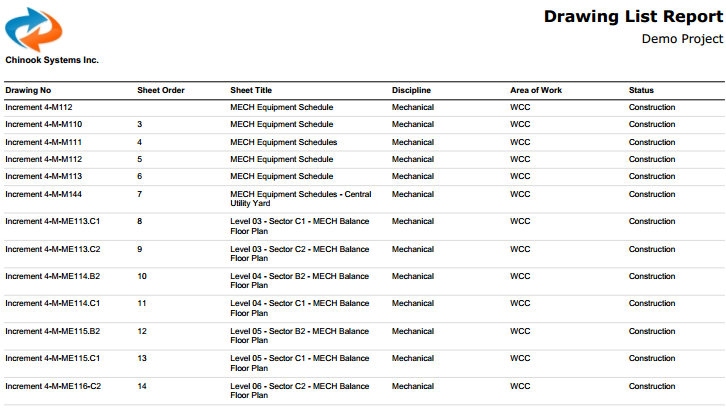 Drawing List Report
Demo Project
Chinook Systems Inc.
Drawing No Sheet Order Sheet Title Discipline Area of Work Status
Increment 4-M112 MECH Equipment Schedule Mechanical WCC Construction
Increment 4-M-M110 3 MECH Equipment Schedule Mechanical WCC Construction
Increment 4-M-M111 4 MECH Equipment Schedules Mechanical WCC Construction
Increment 4-M-M112 5 MECH Equipment Schedule Mechanical WCC Construction
Increment 4-M-M113 6 MECH Equipment Schedule Mechanical WCC Construction
Increment 4-M-M144 7 MECH Equipment Schedules - Central Mechanical WCC Construction
Utility Yard
Increment 4-M-ME113.C1 8 Level 03 - Sector C1 - MECH Balance Mechanical WCC Construction
Floor Plan
Increment 4-M-ME113.C2 9 Level 03 - Sector C2 - MECH Balance Mechanical WCC Construction
Floor Plan
Increment 4-M-ME114.B2 10 Level 04 - Sector B2 - MECH Balance Mechanical WCC Construction
Floor Plan
Increment 4-M-ME114.C1 11 Level 04 - Sector C1 - MECH Balance Mechanical WCC Construction
Floor Plan
Increment 4-M-ME115.B2 12 Level 05 - Sector B2 - MECH Balance Mechanical WCC Construction
Floor Plan
Increment 4-M-ME115.C1 13 Level 05 - Sector C1 - MECH Balance Mechanical WCC Construction
Floor Plan
Increment 4-M-ME116-C2 14 Level 06 - Sector C2 - MECH Balance Mechanical WCC Construction
Floor Plan